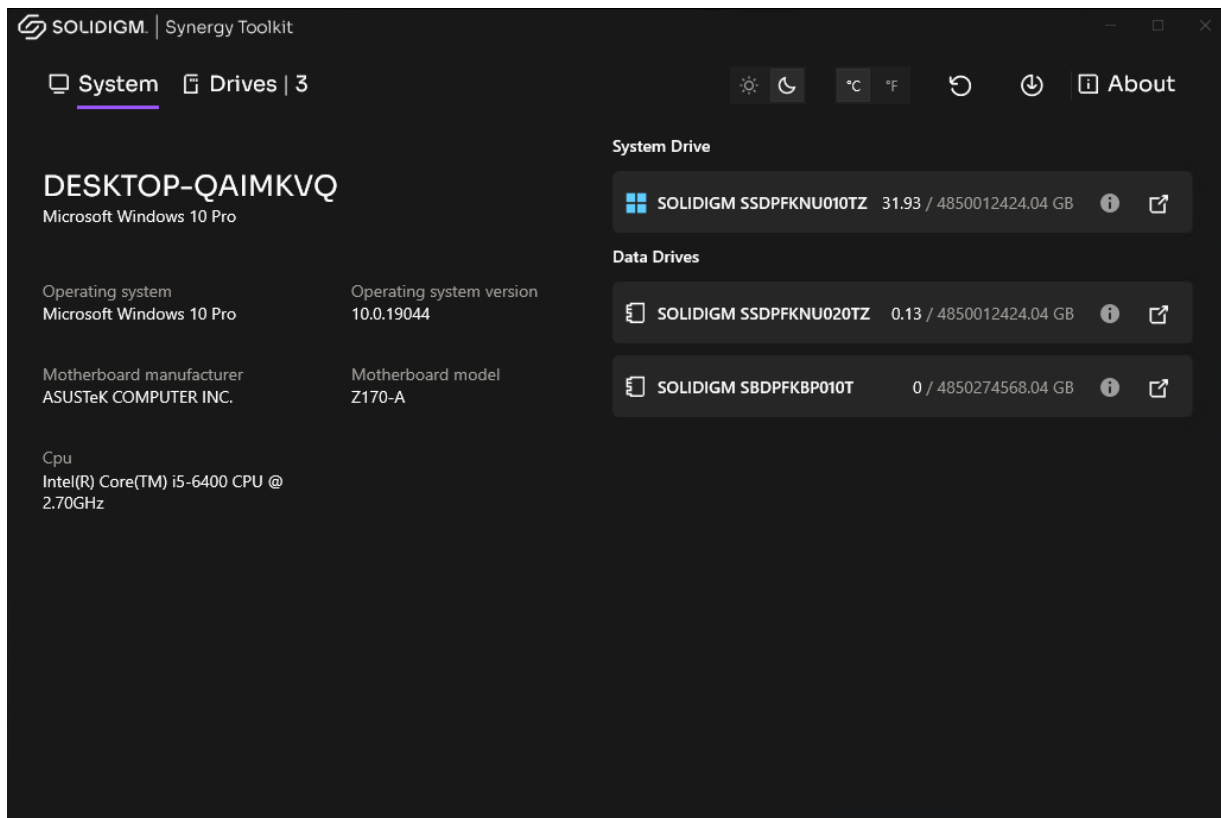 SOLIDIGM. | Synergy Toolkit
System
Drives | 3
°C
°F
About
DESKTOP-QAIMKVQ
Microsoft Windows 10 Pro
Operating system
Microsoft Windows 10 Pro
Operating system version
10.0.19044
Motherboard manufacturer
ASUSTeK COMPUTER INC.
Motherboard model
Z170-A
Cpu
Intel(R) Core(TM) i5-6400 CPU @
2.70GHz
System Drive
SOLIDIGM SSDPFKNU010TZ 31.93 / 4850012424.04 GB
Data Drives
SOLIDIGM SSDPFKNU020TZ 0.13 / 4850012424.04 GB
SOLIDIGM SBDPFKBP010T 0 / 4850274568.04 GB